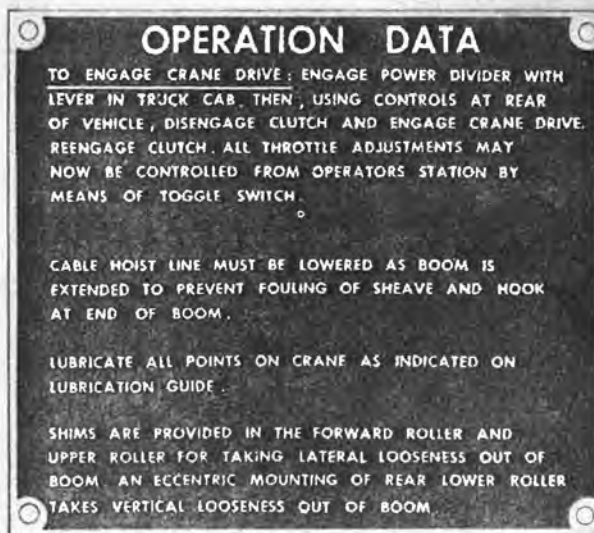 OPERATION DATA
TO ENGAGE CRANE DRIVE: ENGAGE POWER DIVIDER WITH
LEVER IN TRUCK CAB. THEN, USING CONTROLS AT REAR
OF VEHICLE, DISENGAGE CLUTCH AND ENGAGE CRANE DRIVE.
REENGAGE CLUTCH. ALL THROTTLE ADJUSTMENTS MAY
NOW BE CONTROLLED FROM OPERATORS STATION BY
MEANS OF TOGGLE SWITCH.
CABLE HOIST LINE MUST BE LOWERED AS BOOM IS
EXTENDED TO PREVENT FOULING OF SHEAVE AND HOOK
AT END OF BOOM.
LUBRICATE ALL POINTS ON CRANE AS INDICATED ON
LUBRICATION GUIDE.
SHIMS ARE PROVIDED IN THE FORWARD ROLLER AND
UPPER ROLLER FOR TAKING LATERAL LOOSENESS OUT OF
BOOM. AN ECCENTRIC MOUNTING OF REAR LOWER ROLLER
TAKES VERTICAL LOOSENESS OUT OF BOOM.